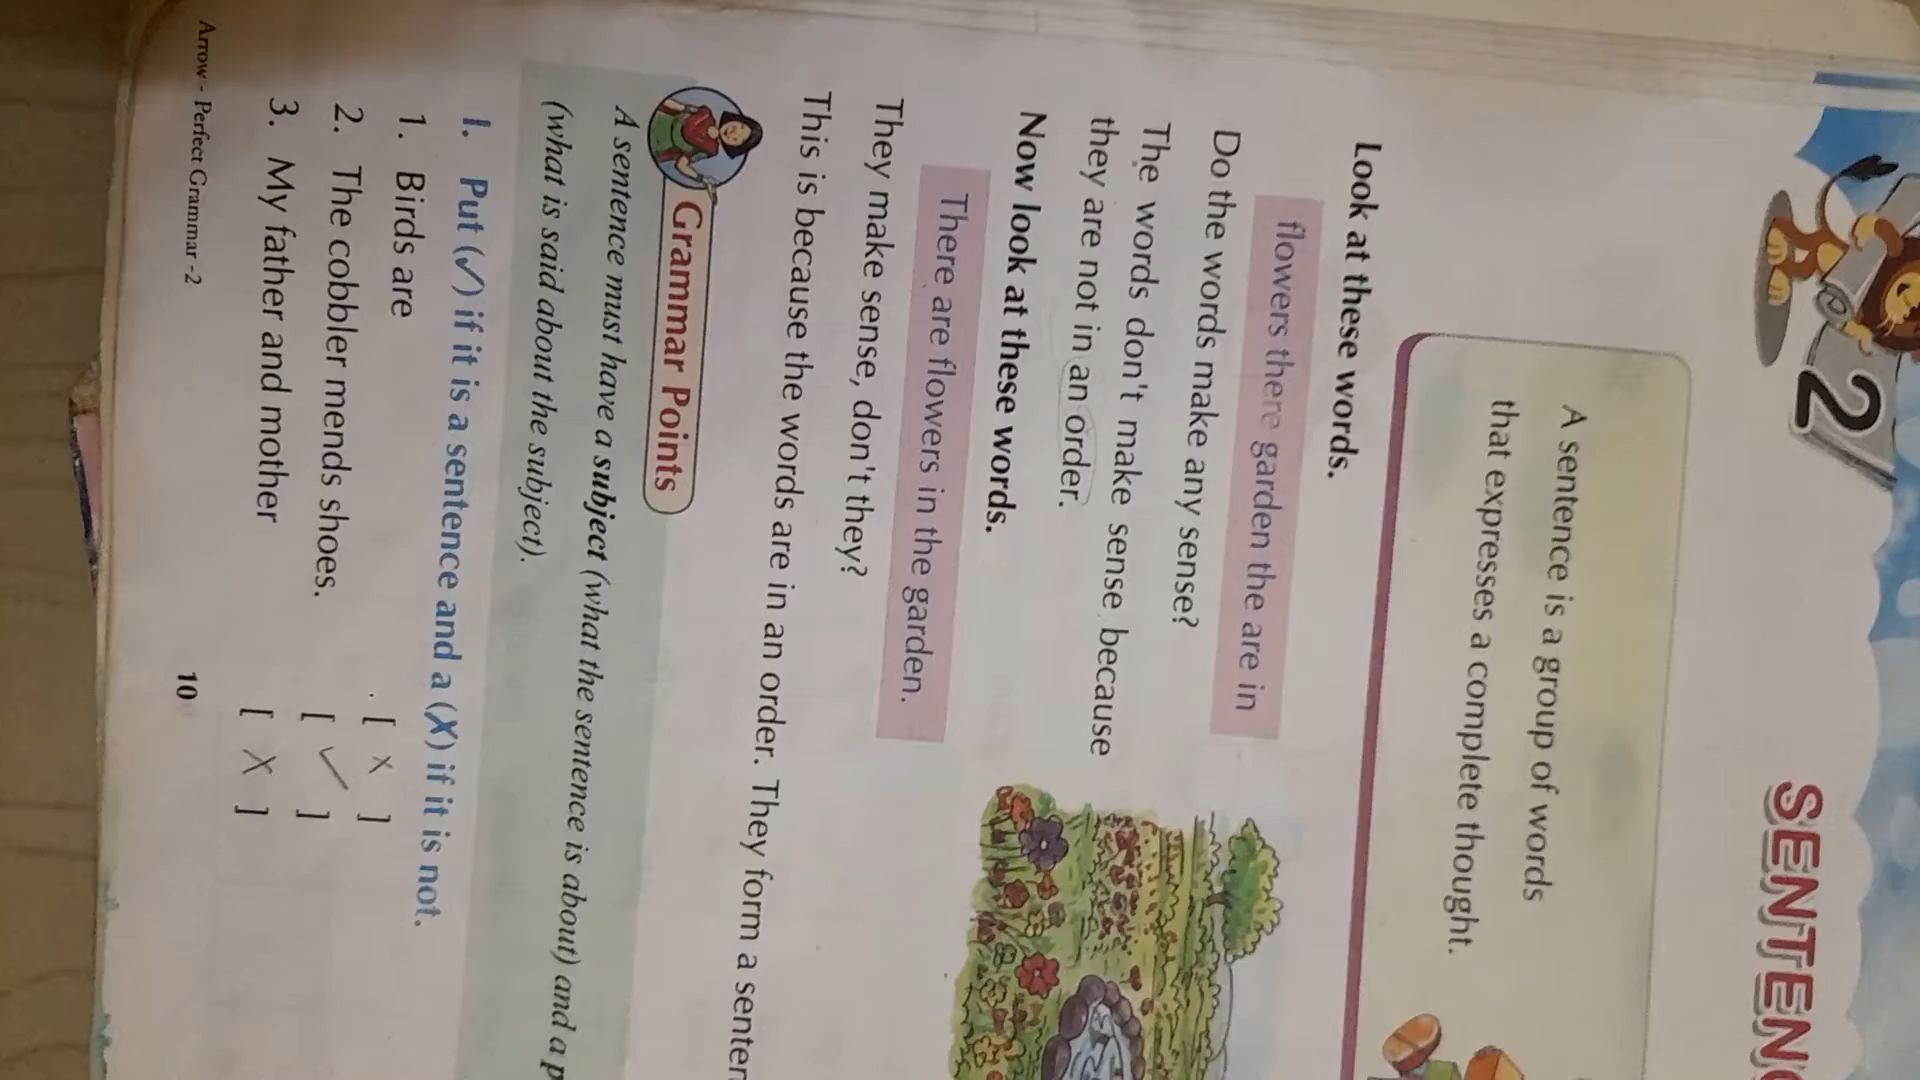 2
SENTENC
A sentence is a group of words
that expresses a complete thought.
Look at these words.
flowers there garden the are in
Do the words make any sense?
The words don't make sense because
they are not in an order.
Now look at these words.
There are flowers in the garden.
They make sense, don't they?
This is because the words are in an order. They form a senten
Grammar Points
A sentence must have a subject (what the sentence is about) and a p
(what is said about the subject).
I. Put (✓) if it is a sentence and a (X) if it is not.
1. Birds are [ x ]
2. The cobbler mends shoes. [ ✓ ]
3. My father and mother [ X ]
Arrow - Perfect Grammar -2 10